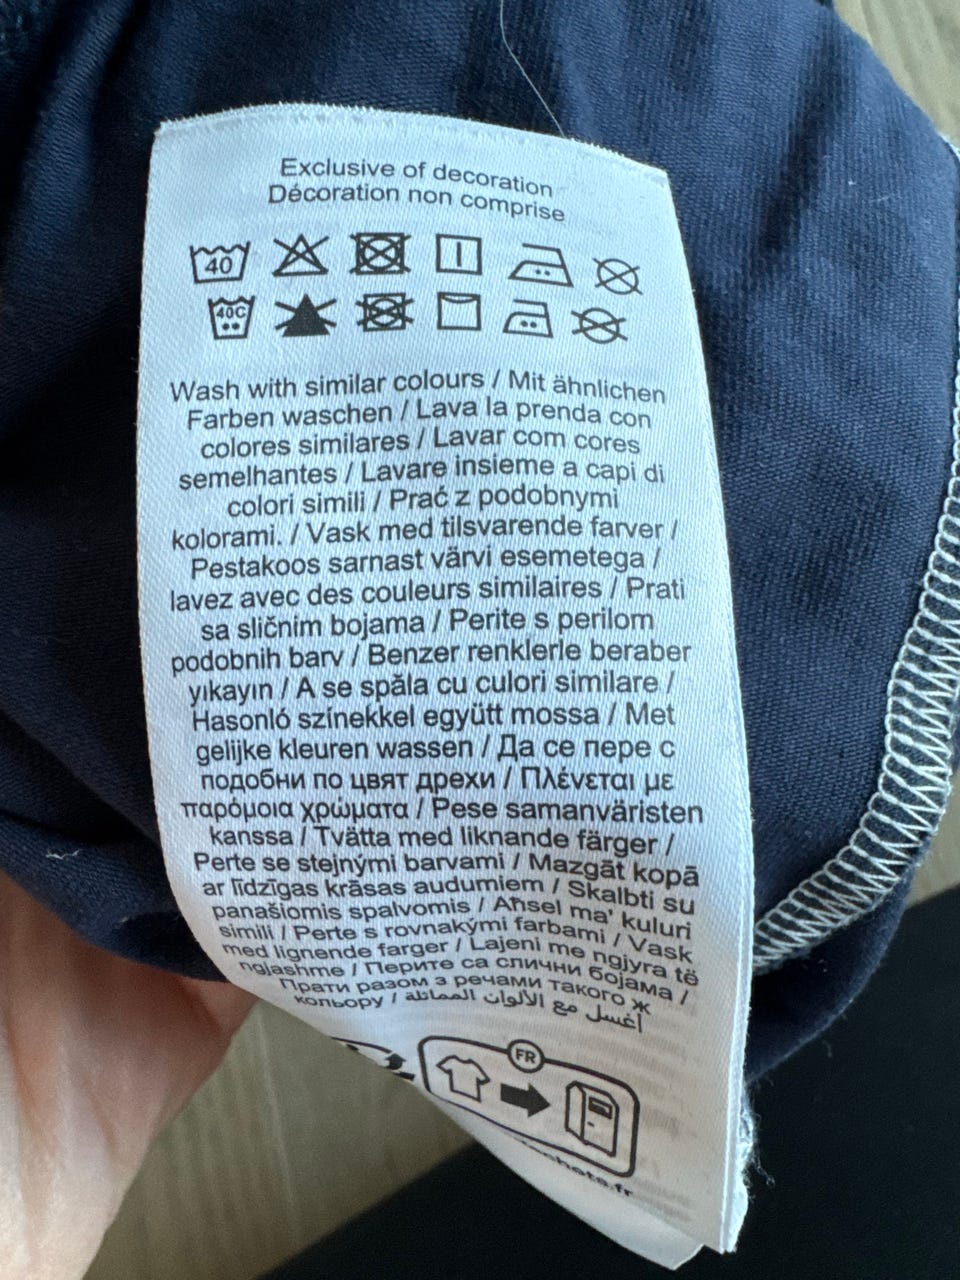 Exclusive of decoration
Décoration non comprise
40
40C
Wash with similar colours / Mit ähnlichen
Farben waschen / Lava la prenda con
colores similares / Lavar com cores
semelhantes / Lavare insieme a capi di
colori simili / Prać z podobnymi
kolorami. / Vask med tilsvarende farver /
Pestakoos sarnast värvi esemetega /
lavez avec des couleurs similaires / Prati
sa sličnim bojama / Perite s perilom
podobnih barv / Benzer renklerle beraber
yıkayın / A se spăla cu culori similare /
Hasonló színekkel együtt mossa / Met
gelijke kleuren wassen / Да се пере с
подобни по цвят дрехи / Πλένεται με
παρόμοια χρώματα / Pese samanväristen
kanssa / Tvätta med liknande färger /
Perte se stejnými barvami / Mazgāt kopā
ar līdzīgas krāsas audumiem / Skalbti su
panašiomis spalvomis / Aħsel ma' kuluri
simili / Perte s rovnakými farbami / Vask
med lignende farger / Lajeni me ngjyra të
ngjashme / Перите са слични бојама /
Прати разом з речами такого ж
кольору / أغسل مع الألوان المماثلة
FR